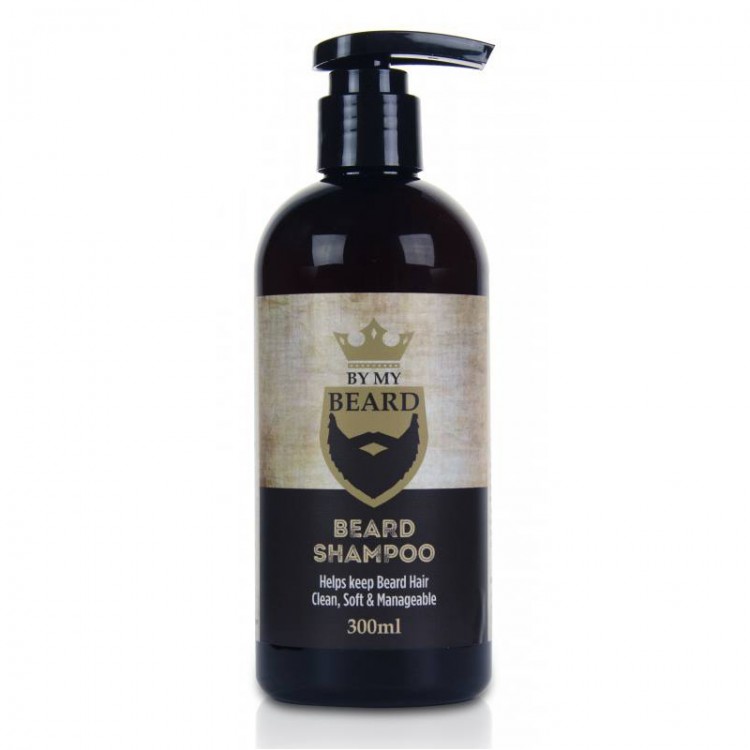 BY MY
BEARD
BEARD
SHAMPOO
Helps keep Beard Hair
Clean, Soft & Manageable
300ml